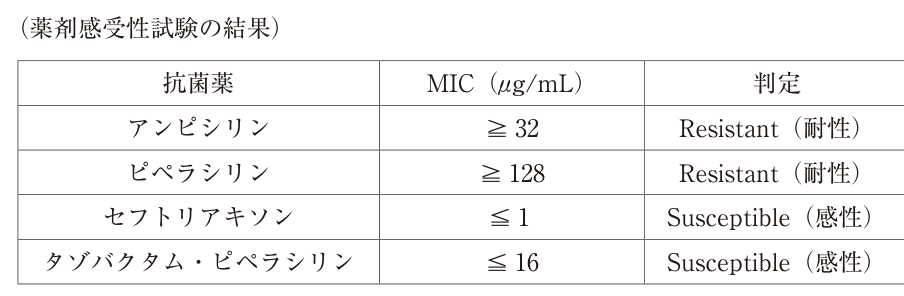 （薬剤感受性試験の結果）
抗菌薬 MIC（μg/mL） 判定
アンピシリン ≧ 32 Resistant（耐性）
ピペラシリン ≧ 128 Resistant（耐性）
セフトリアキソン ≦ 1 Susceptible（感性）
タゾバクタム・ピペラシリン ≦ 16 Susceptible（感性）